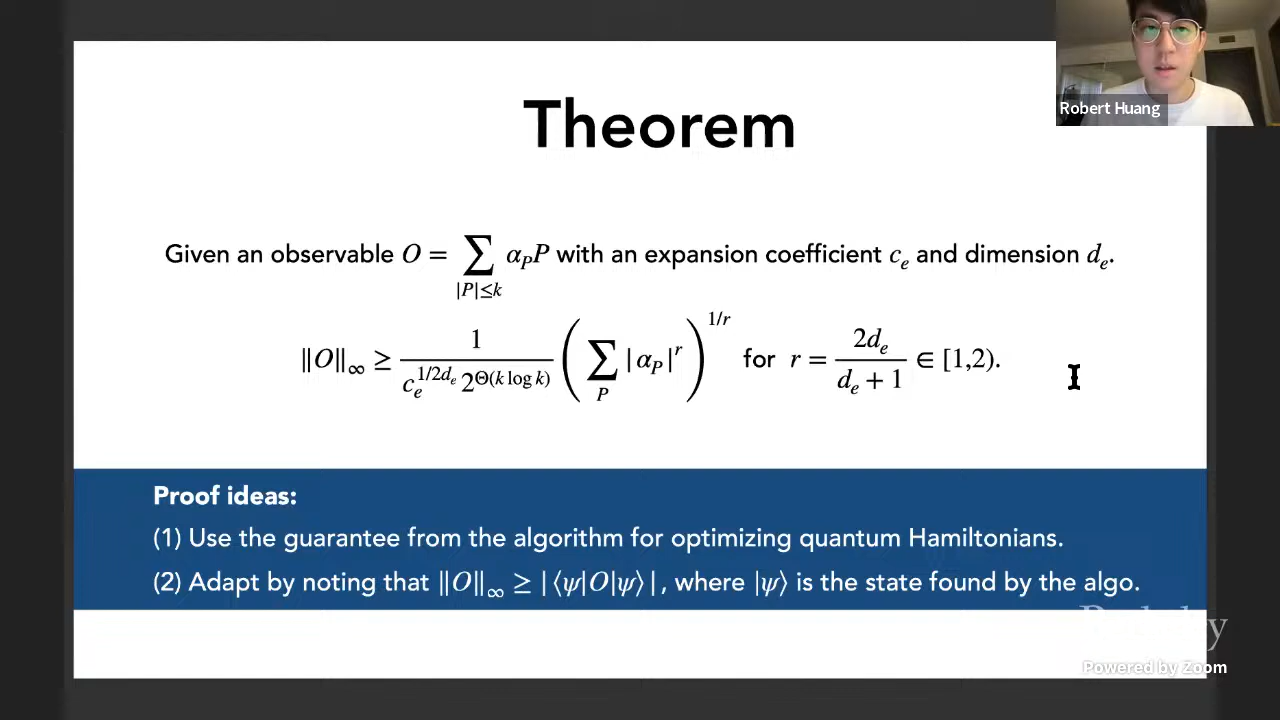 Theorem
Robert Huang
Given an observable O = ∑_{|P|≤k} α_P P with an expansion coefficient c_e and dimension d_e.
‖O‖_∞ ≥ 1 / (c_e^{1/2d_e} 2^{Θ(k log k)}) (∑_P |α_P|^r)^{1/r} for r = 2d_e / (d_e + 1) ∈ [1,2).
Proof ideas:
(1) Use the guarantee from the algorithm for optimizing quantum Hamiltonians.
(2) Adapt by noting that ‖O‖_∞ ≥ |⟨ψ|O|ψ⟩|, where |ψ⟩ is the state found by the algo.
Powered by Zoom